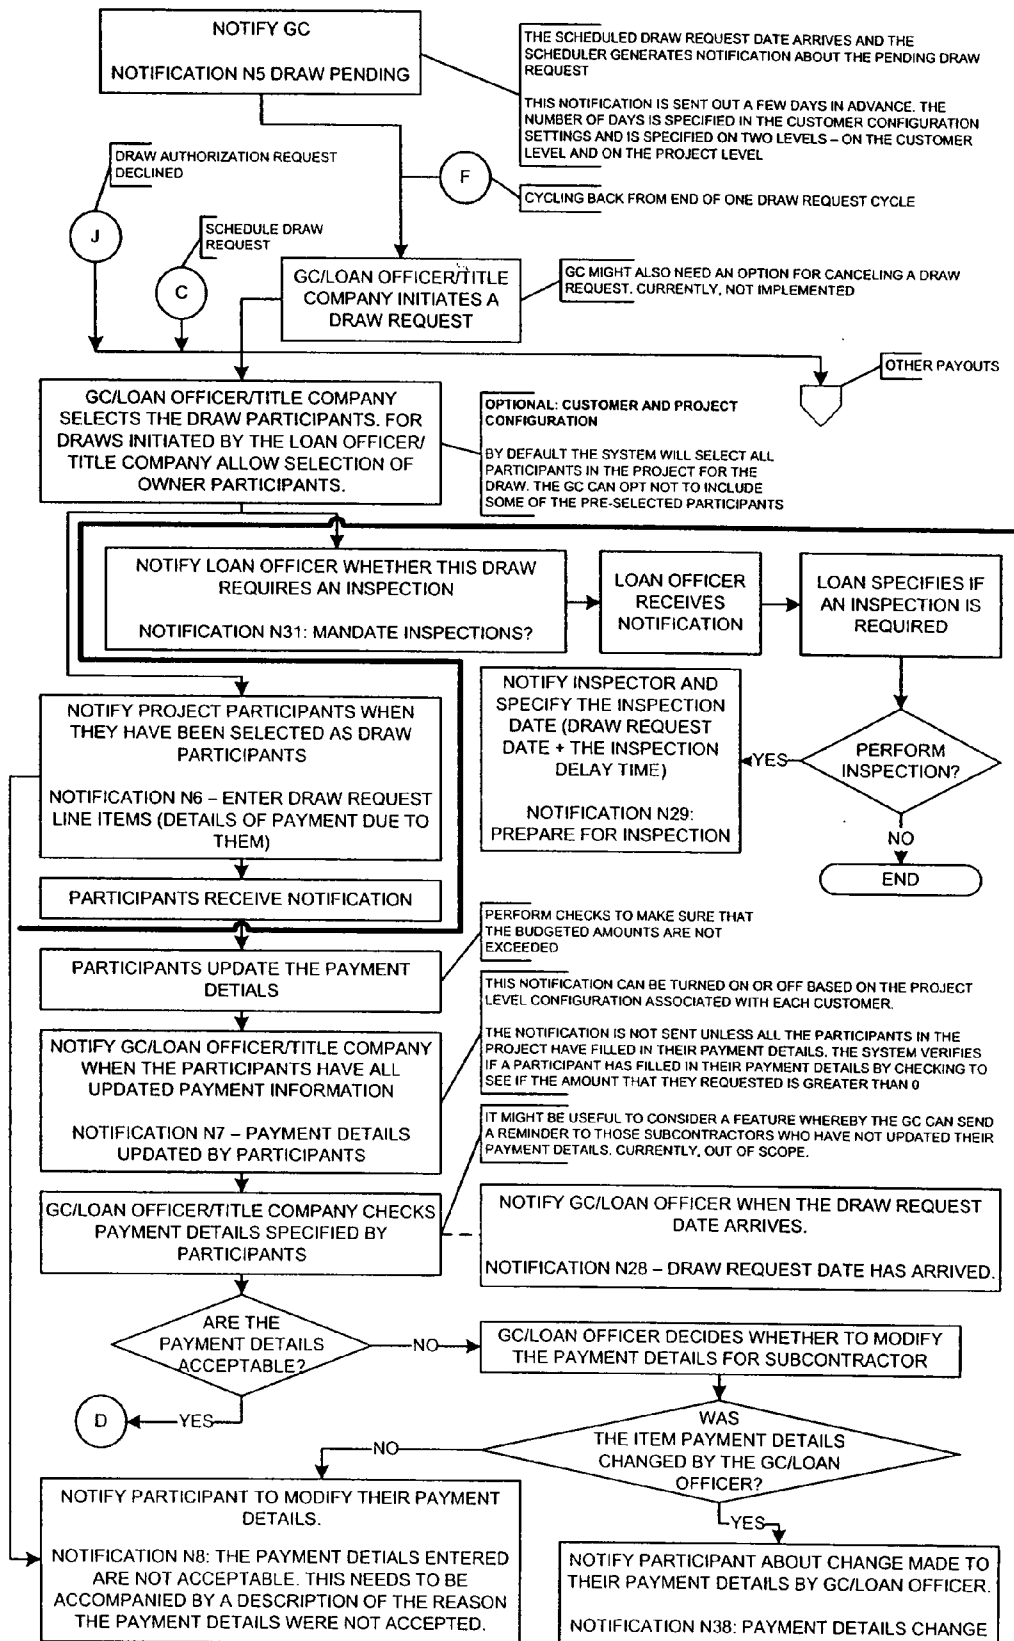 NOTIFY GC
NOTIFICATION N5 DRAW PENDING
THE SCHEDULED DRAW REQUEST DATE ARRIVES AND THE
SCHEDULER GENERATES NOTIFICATION ABOUT THE PENDING DRAW
REQUEST
THIS NOTIFICATION IS SENT OUT A FEW DAYS IN ADVANCE. THE
NUMBER OF DAYS IS SPECIFIED IN THE CUSTOMER CONFIGURATION
SETTINGS AND IS SPECIFIED ON TWO LEVELS – ON THE CUSTOMER
LEVEL AND ON THE PROJECT LEVEL
DRAW AUTHORIZATION REQUEST
DECLINED
F
CYCLING BACK FROM END OF ONE DRAW REQUEST CYCLE
J
SCHEDULE DRAW
REQUEST
C
GC/LOAN OFFICER/TITLE
COMPANY INITIATES A
DRAW REQUEST
GC MIGHT ALSO NEED AN OPTION FOR CANCELING A DRAW
REQUEST. CURRENTLY, NOT IMPLEMENTED
OTHER PAYOUTS
GC/LOAN OFFICER/TITLE COMPANY
SELECTS THE DRAW PARTICIPANTS. FOR
DRAWS INITIATED BY THE LOAN OFFICER/
TITLE COMPANY ALLOW SELECTION OF
OWNER PARTICIPANTS.
OPTIONAL: CUSTOMER AND PROJECT
CONFIGURATION
BY DEFAULT THE SYSTEM WILL SELECT ALL
PARTICIPANTS IN THE PROJECT FOR THE
DRAW. THE GC CAN OPT NOT TO INCLUDE
SOME OF THE PRE-SELECTED PARTICIPANTS
NOTIFY LOAN OFFICER WHETHER THIS DRAW
REQUIRES AN INSPECTION
NOTIFICATION N31: MANDATE INSPECTIONS?
LOAN OFFICER
RECEIVES
NOTIFICATION
LOAN SPECIFIES IF
AN INSPECTION IS
REQUIRED
NOTIFY INSPECTOR AND
SPECIFY THE INSPECTION
DATE (DRAW REQUEST
DATE + THE INSPECTION
DELAY TIME)
NOTIFICATION N29:
PREPARE FOR INSPECTION
YES
PERFORM
INSPECTION?
NO
END
NOTIFY PROJECT PARTICIPANTS WHEN
THEY HAVE BEEN SELECTED AS DRAW
PARTICIPANTS
NOTIFICATION N6 – ENTER DRAW REQUEST
LINE ITEMS (DETAILS OF PAYMENT DUE TO
THEM)
PARTICIPANTS RECEIVE NOTIFICATION
PERFORM CHECKS TO MAKE SURE THAT
THE BUDGETED AMOUNTS ARE NOT
EXCEEDED
PARTICIPANTS UPDATE THE PAYMENT
DETIALS
THIS NOTIFICATION CAN BE TURNED ON OR OFF BASED ON THE PROJECT
LEVEL CONFIGURATION ASSOCIATED WITH EACH CUSTOMER.
THE NOTIFICATION IS NOT SENT UNLESS ALL THE PARTICIPANTS IN THE
PROJECT HAVE FILLED IN THEIR PAYMENT DETAILS. THE SYSTEM VERIFIES
IF A PARTICIPANT HAS FILLED IN THEIR PAYMENT DETAILS BY CHECKING TO
SEE IF THE AMOUNT THAT THEY REQUESTED IS GREATER THAN 0
NOTIFY GC/LOAN OFFICER/TITLE COMPANY
WHEN THE PARTICIPANTS HAVE ALL
UPDATED PAYMENT INFORMATION
NOTIFICATION N7 – PAYMENT DETAILS
UPDATED BY PARTICIPANTS
IT MIGHT BE USEFUL TO CONSIDER A FEATURE WHEREBY THE GC CAN SEND
A REMINDER TO THOSE SUBCONTRACTORS WHO HAVE NOT UPDATED THEIR
PAYMENT DETAILS. CURRENTLY, OUT OF SCOPE.
GC/LOAN OFFICER/TITLE COMPANY CHECKS
PAYMENT DETAILS SPECIFIED BY
PARTICIPANTS
NOTIFY GC/LOAN OFFICER WHEN THE DRAW REQUEST
DATE ARRIVES.
NOTIFICATION N28 – DRAW REQUEST DATE HAS ARRIVED.
ARE THE
PAYMENT DETAILS
ACCEPTABLE?
NO
GC/LOAN OFFICER DECIDES WHETHER TO MODIFY
THE PAYMENT DETAILS FOR SUBCONTRACTOR
D
YES
WAS
THE ITEM PAYMENT DETAILS
CHANGED BY THE GC/LOAN
OFFICER?
NO
YES
NOTIFY PARTICIPANT TO MODIFY THEIR PAYMENT
DETAILS.
NOTIFICATION N8: THE PAYMENT DETIALS ENTERED
ARE NOT ACCEPTABLE. THIS NEEDS TO BE
ACCOMPANIED BY A DESCRIPTION OF THE REASON
THE PAYMENT DETAILS WERE NOT ACCEPTED.
NOTIFY PARTICIPANT ABOUT CHANGE MADE TO
THEIR PAYMENT DETAILS BY GC/LOAN OFFICER.
NOTIFICATION N38: PAYMENT DETAILS CHANGE